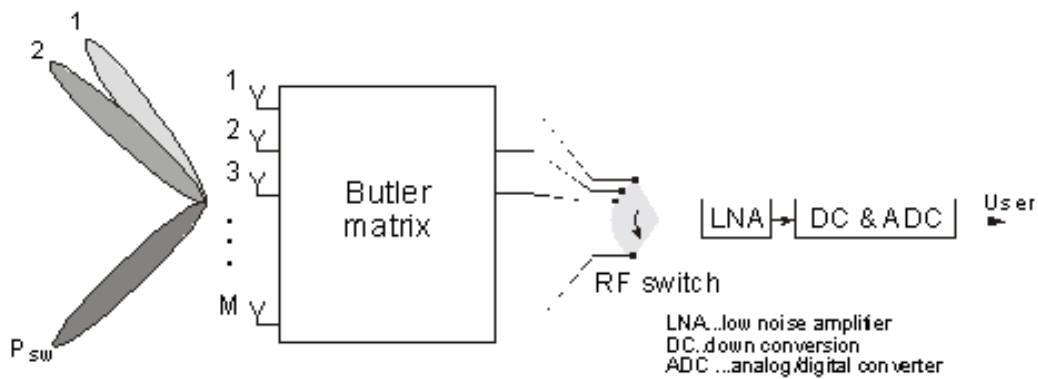 1
2
P sw
1
2
3
M
Butler
matrix
RF switch
LNA
DC & ADC
User
LNA...low noise amplifier
DC..down conversion
ADC ...analog/digital converter